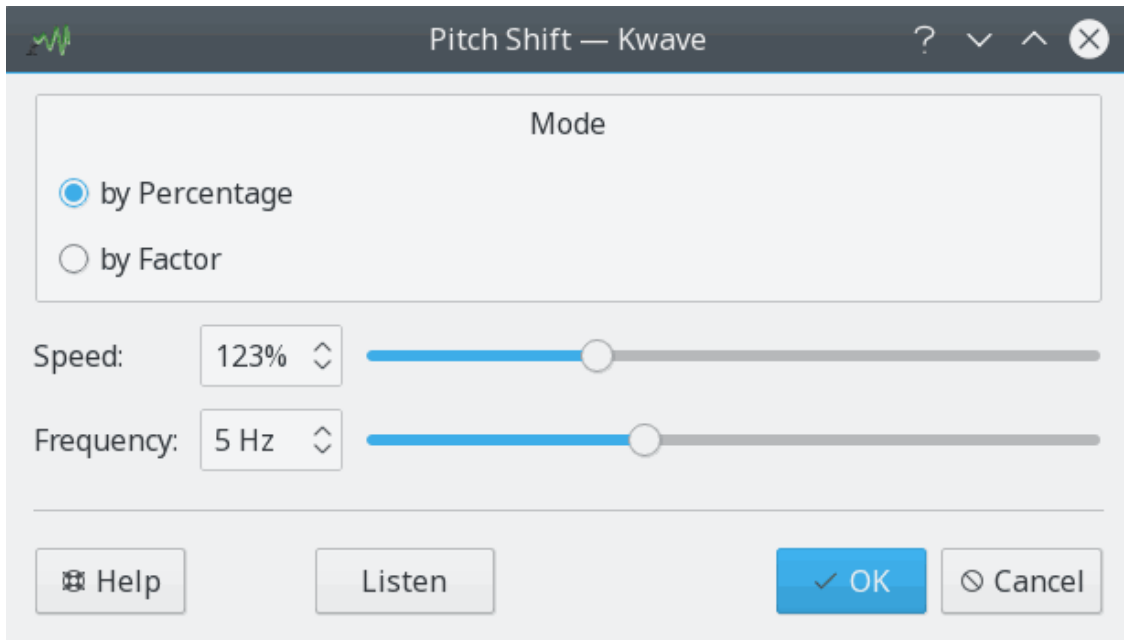 Pitch Shift — Kwave
Mode
by Percentage
by Factor
Speed: 123%
Frequency: 5 Hz
Help Listen OK Cancel